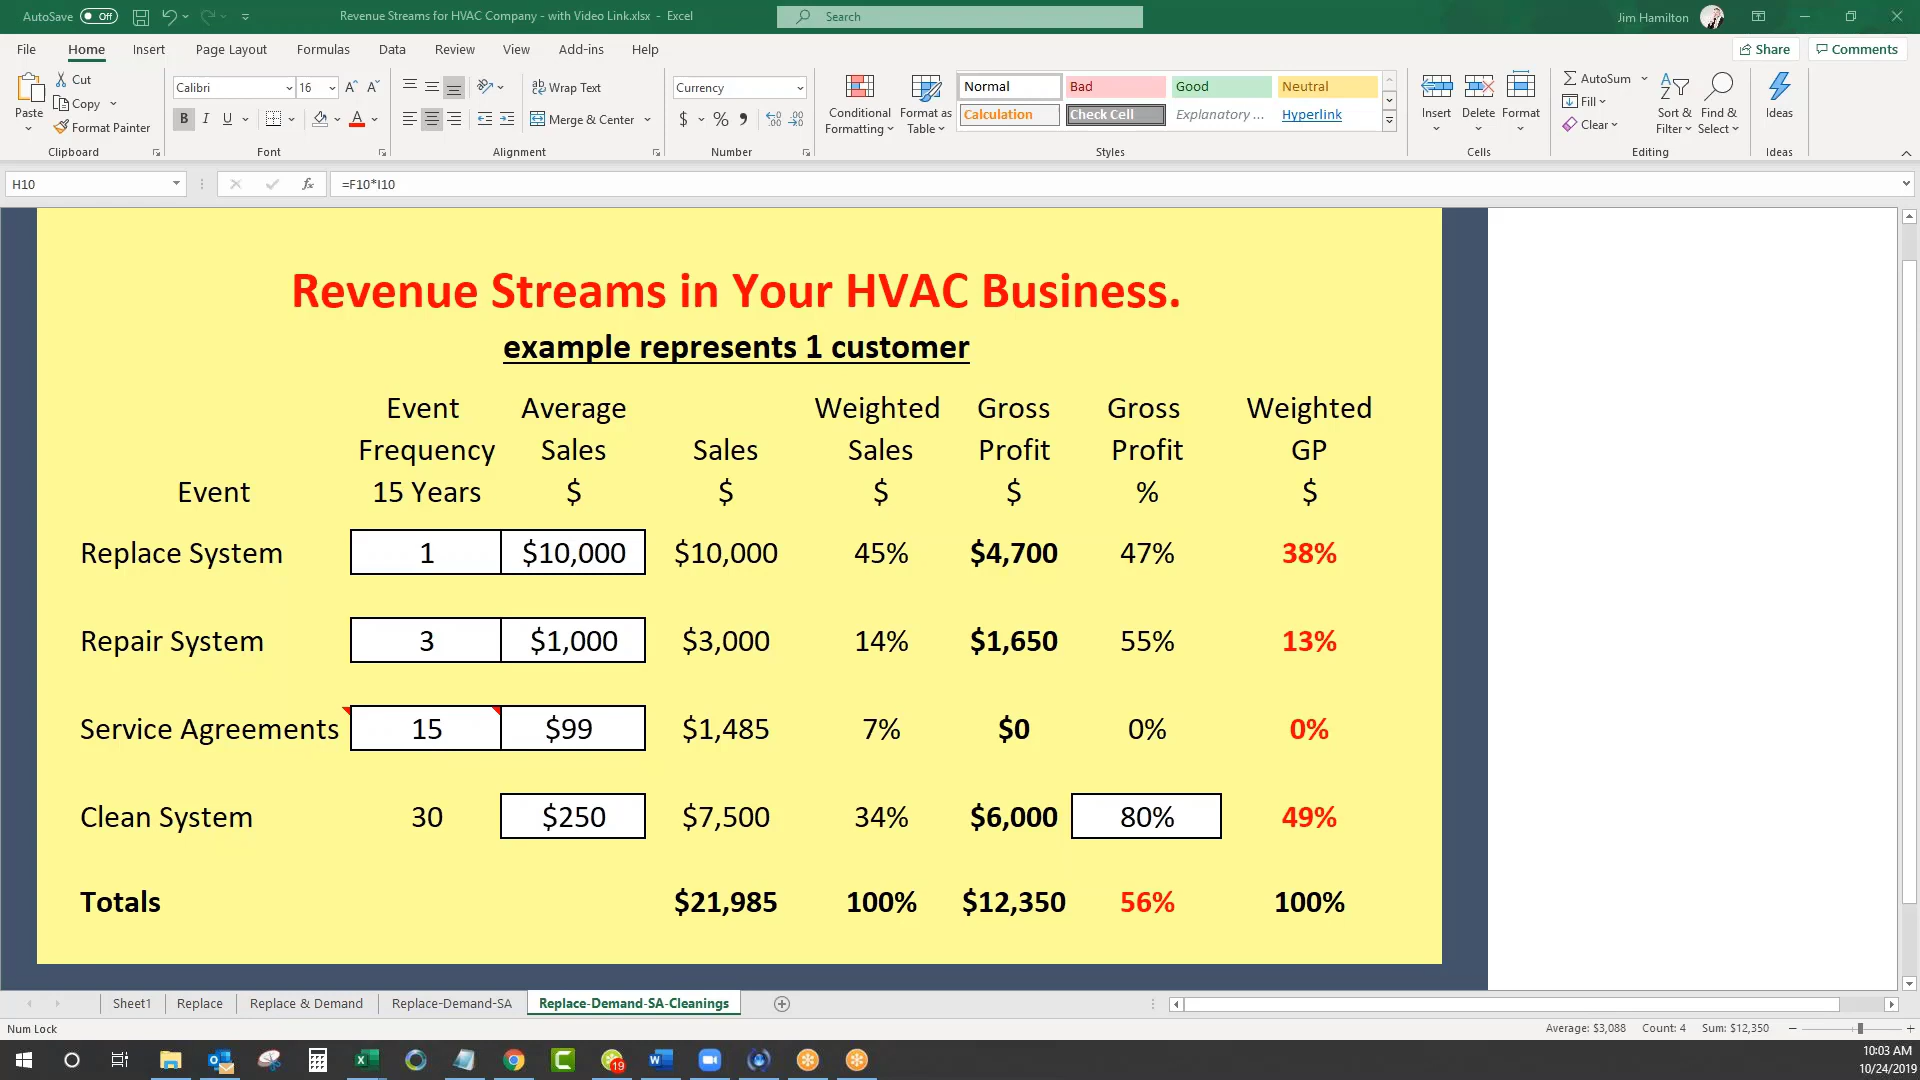 AutoSave Off
Revenue Streams for HVAC Company - with Video Link.xlsx - Excel
Search
Jim Hamilton
File Home Insert Page Layout Formulas Data Review View Add-ins Help
Share Comments
Paste
Cut
Copy
Format Painter
Clipboard
Calibri 16
B I U
Font
Wrap Text
Merge & Center
Alignment
Currency
$ % 9
Number
Conditional Formatting
Format as Table
Normal Bad Good Neutral
Calculation Check Cell Explanatory ... Hyperlink
Styles
Insert Delete Format
Cells
AutoSum
Fill
Clear
Sort & Filter
Find & Select
Editing
Ideas
Ideas
H10 fx =F10*I10
Revenue Streams in Your HVAC Business.
example represents 1 customer
Event Average Weighted Gross Gross Weighted
Frequency Sales Sales Sales Profit Profit GP
Event 15 Years $ $ $ $ % $
Replace System 1 $10,000 $10,000 45% $4,700 47% 38%
Repair System 3 $1,000 $3,000 14% $1,650 55% 13%
Service Agreements 15 $99 $1,485 7% $0 0% 0%
Clean System 30 $250 $7,500 34% $6,000 80% 49%
Totals $21,985 100% $12,350 56% 100%
Sheet1 Replace Replace & Demand Replace-Demand-SA Replace-Demand-SA-Cleanings
Num Lock Average: $3,088 Count: 4 Sum: $12,350
19
10:03 AM
10/24/2019